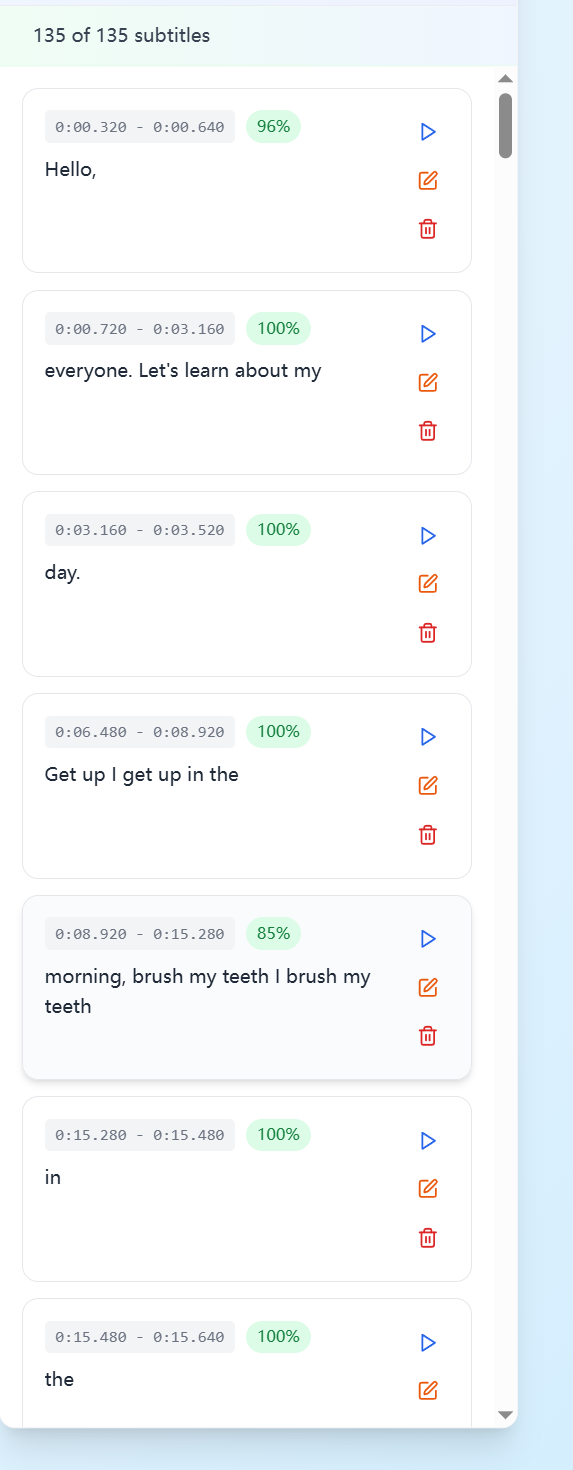 135 of 135 subtitles
0:00.320 - 0:00.640 96%
Hello,
0:00.720 - 0:03.160 100%
everyone. Let's learn about my
0:03.160 - 0:03.520 100%
day.
0:06.480 - 0:08.920 100%
Get up I get up in the
0:08.920 - 0:15.280 85%
morning, brush my teeth I brush my
teeth
0:15.280 - 0:15.480 100%
in
0:15.480 - 0:15.640 100%
the